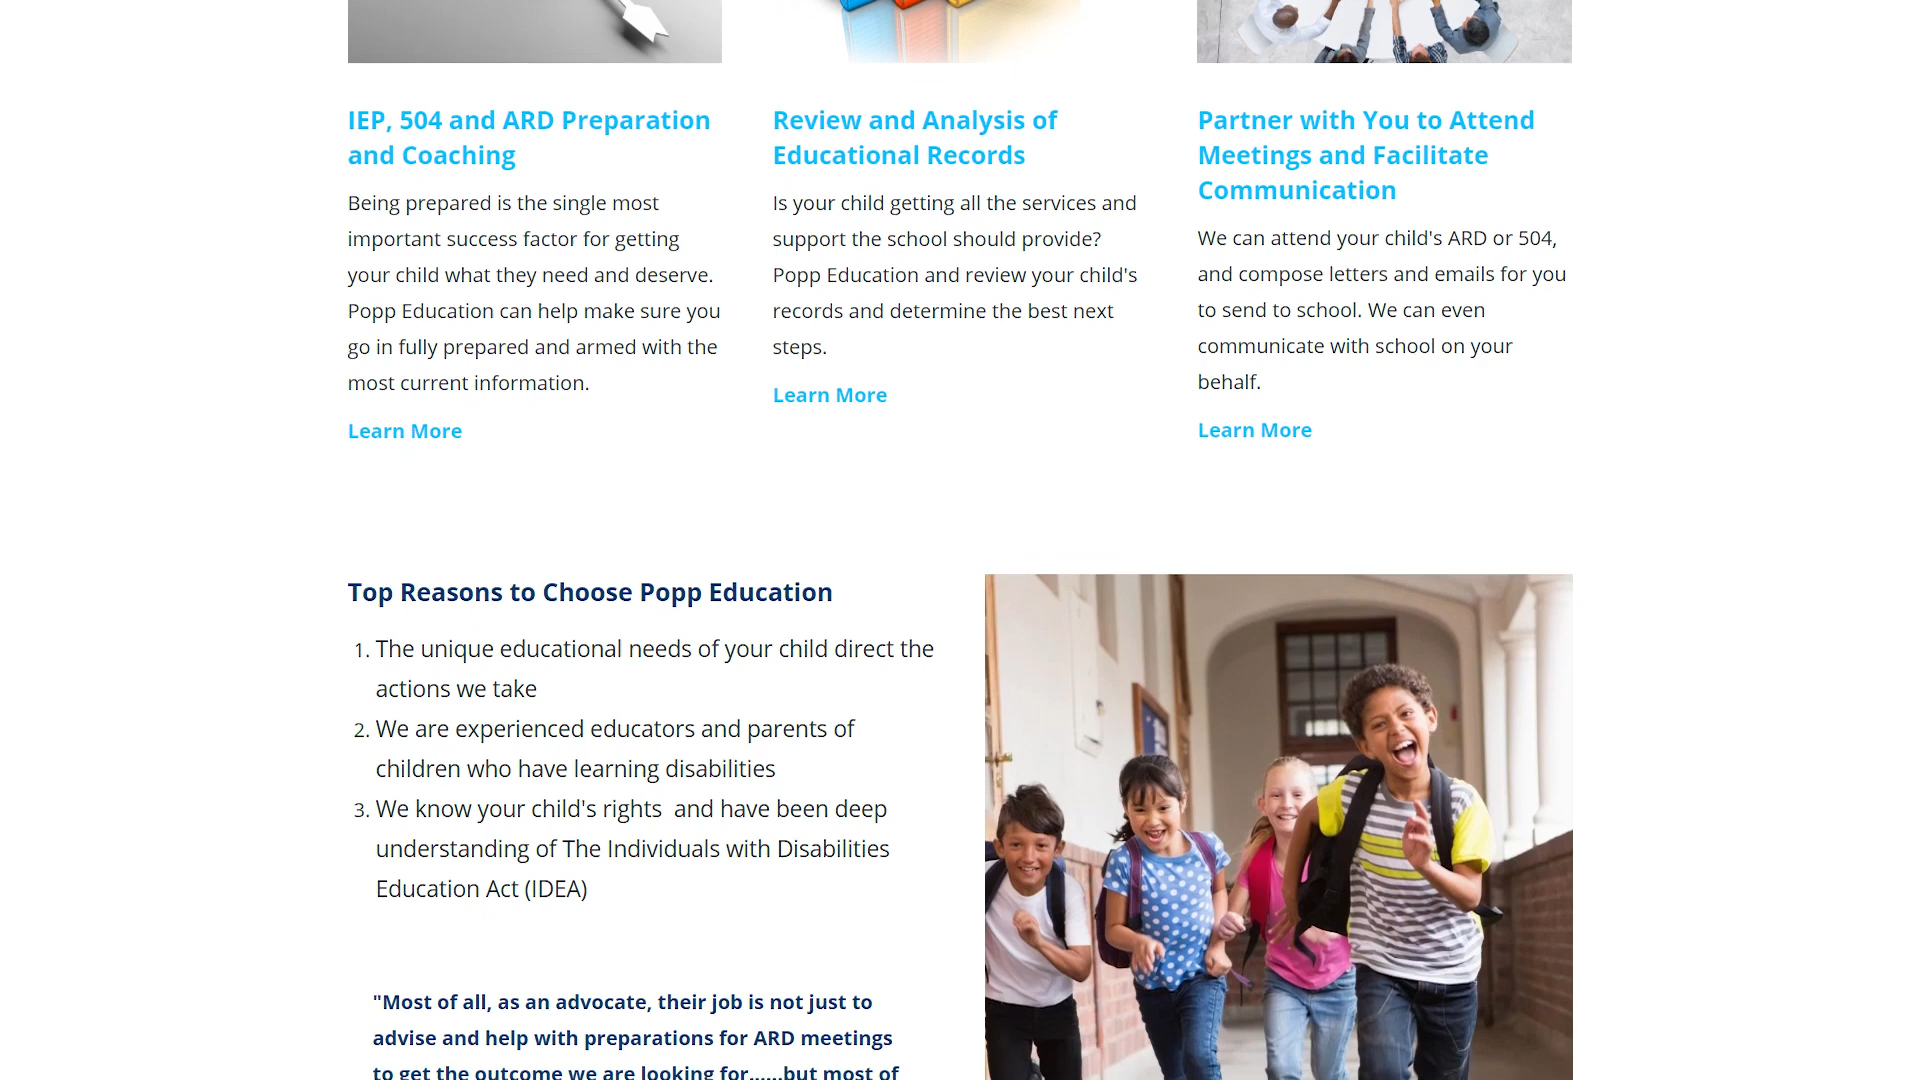 IEP, 504 and ARD Preparation
and Coaching
Being prepared is the single most
important success factor for getting
your child what they need and deserve.
Popp Education can help make sure you
go in fully prepared and armed with the
most current information.
Learn More
Review and Analysis of
Educational Records
Is your child getting all the services and
support the school should provide?
Popp Education and review your child's
records and determine the best next
steps.
Learn More
Partner with You to Attend
Meetings and Facilitate
Communication
We can attend your child's ARD or 504,
and compose letters and emails for you
to send to school. We can even
communicate with school on your
behalf.
Learn More
Top Reasons to Choose Popp Education
1. The unique educational needs of your child direct the
actions we take
2. We are experienced educators and parents of
children who have learning disabilities
3. We know your child's rights  and have been deep
understanding of The Individuals with Disabilities
Education Act (IDEA)
"Most of all, as an advocate, their job is not just to
advise and help with preparations for ARD meetings
to get the outcome we are looking for......but most of